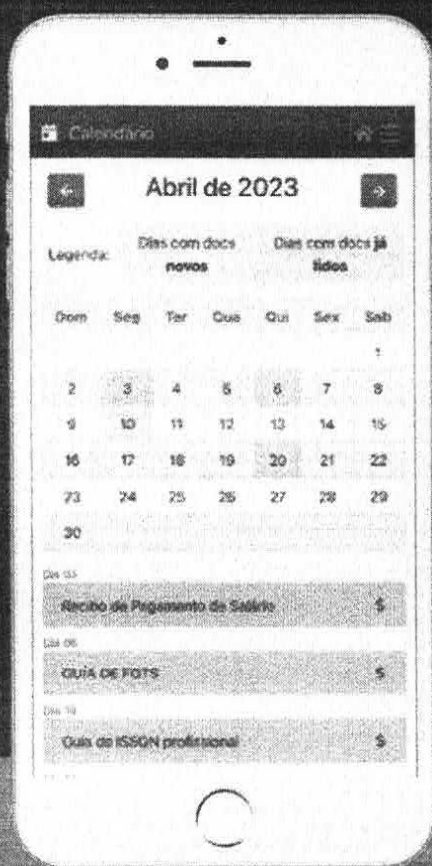 Calendário
Abril de 2023
Legenda: Dias com docs novos Dias com docs já lidos
Dom Seg Ter Qua Qui Sex Sab
1
2 3 4 5 6 7 8
9 10 11 12 13 14 15
16 17 18 19 20 21 22
23 24 25 26 27 28 29
30
Dia 03
Recibo de Pagamento de Salário $
Dia 06
GUIA DE FGTS $
Guia de ISSQN profissional $